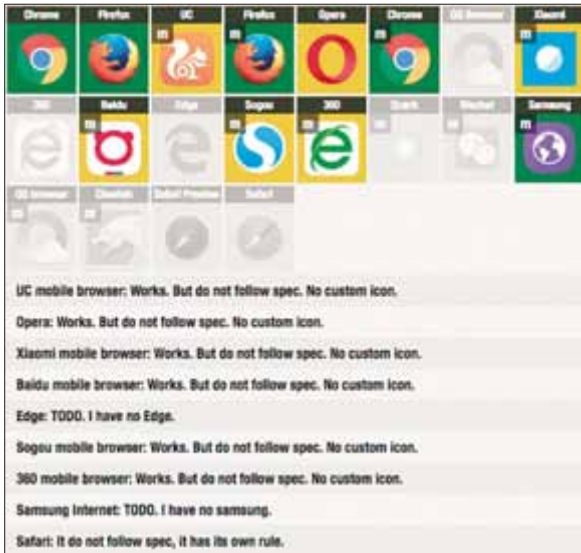 Chrome Firefox UC Firefox Opera Chrome QQ Browser Xiaomi
m m m m
360 Baidu Edge Sogou 360 Quark Wechat Samsung
m m m m m m
QQ browser Cheetah Safari Preview Safari
m m
UC mobile browser: Works. But do not follow spec. No custom icon.
Opera: Works. But do not follow spec. No custom icon.
Xiaomi mobile browser: Works. But do not follow spec. No custom icon.
Baidu mobile browser: Works. But do not follow spec. No custom icon.
Edge: TODO. I have no Edge.
Sogou mobile browser: Works. But do not follow spec. No custom icon.
360 mobile browser: Works. But do not follow spec. No custom icon.
Samsung Internet: TODO. I have no samsung.
Safari: It do not follow spec, it has its own rule.